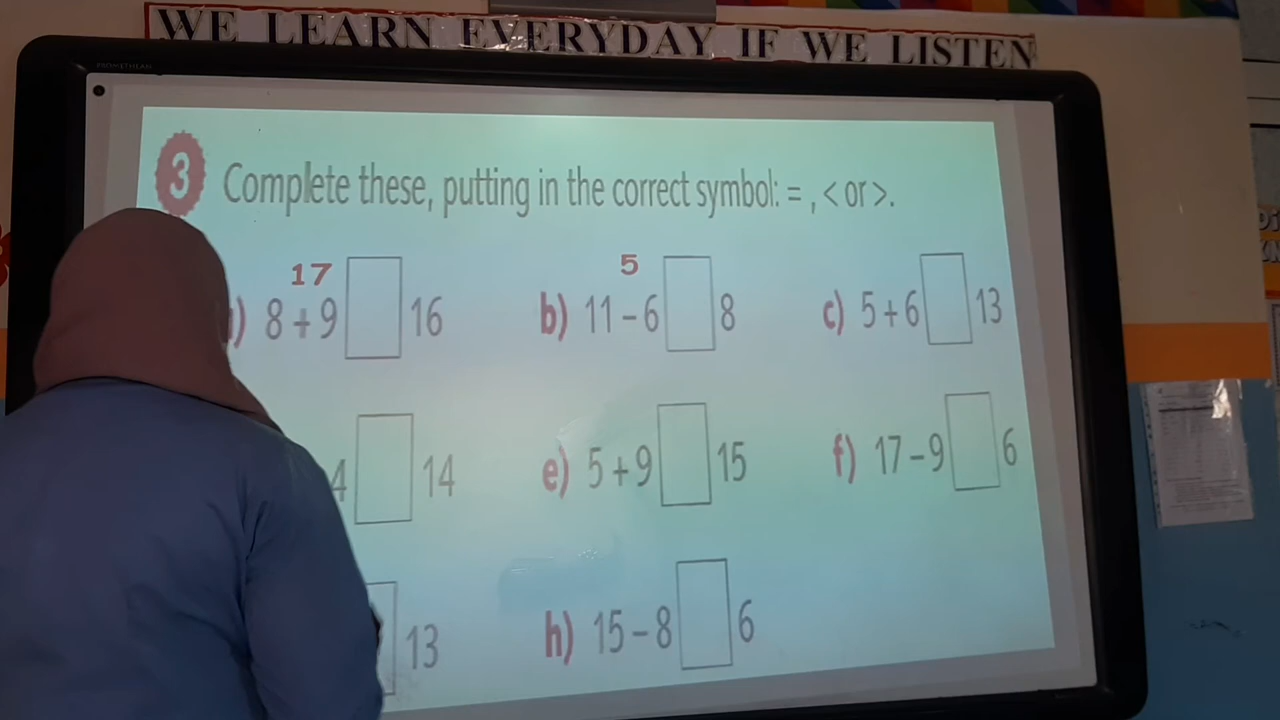 WE LEARN EVERYDAY IF WE LISTEN
PROMETHEAN
3 Complete these, putting in the correct symbol: = , < or >.
17 5
) 8 + 9 16 b) 11 – 6 8 c) 5 + 6 13
4 14 e) 5 + 9 15 f) 17 – 9 6
13 h) 15 – 8 6